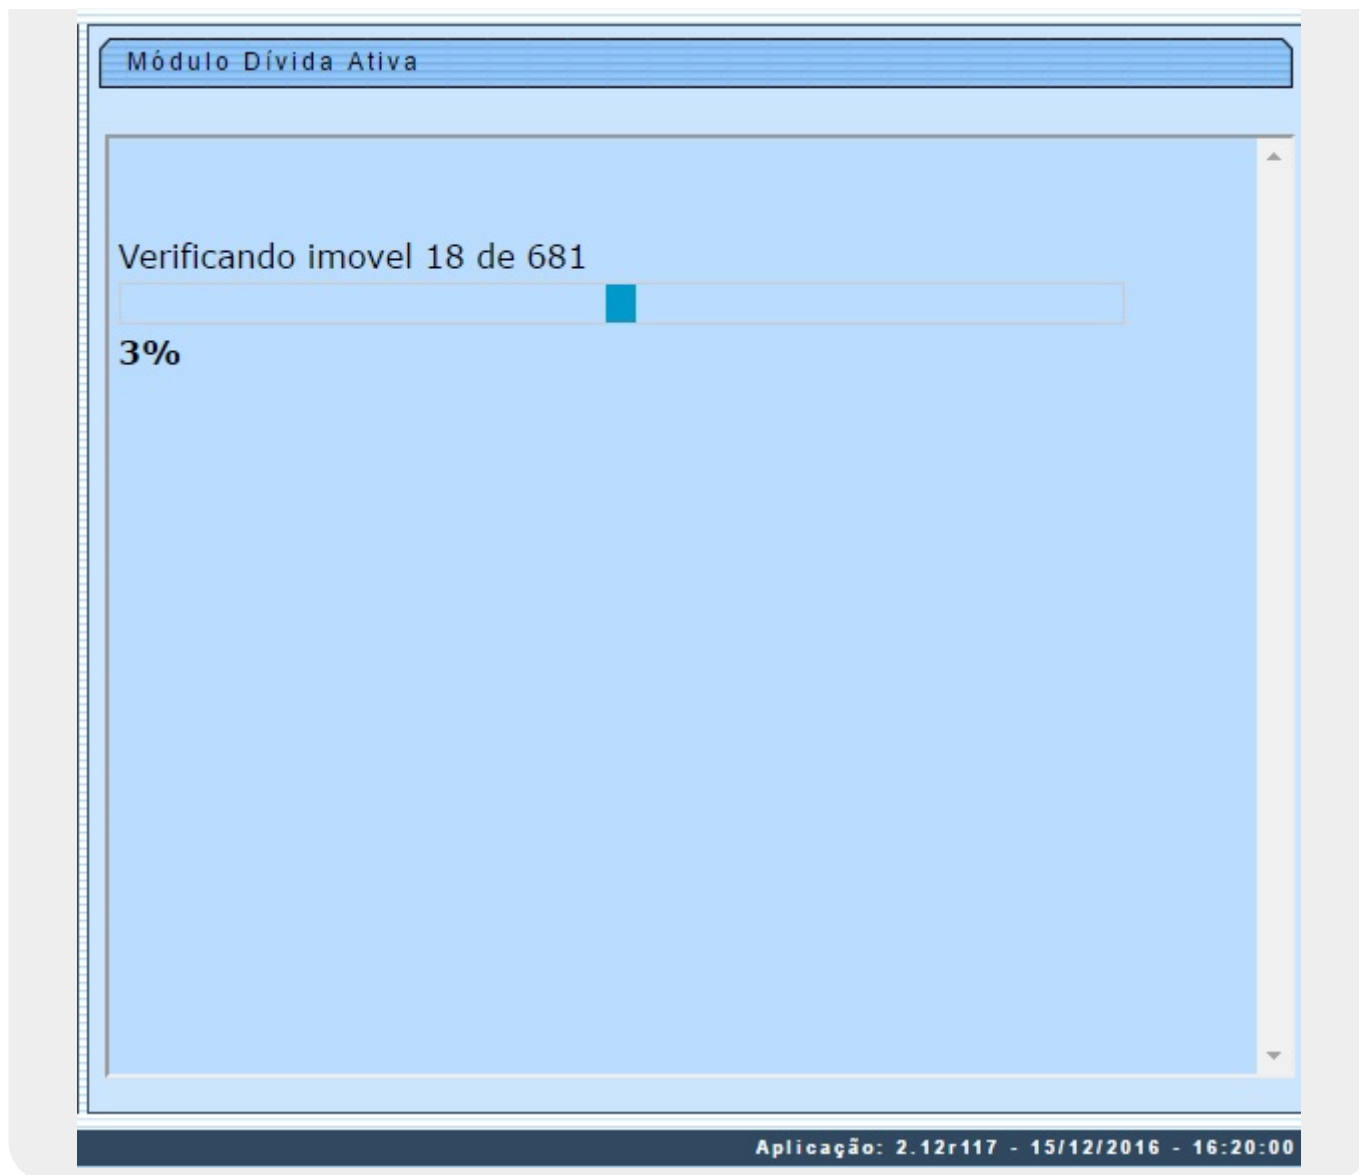 Módulo Dívida Ativa
Verificando imovel 18 de 681
3%
Aplicação: 2.12r117 - 15/12/2016 - 16:20:00